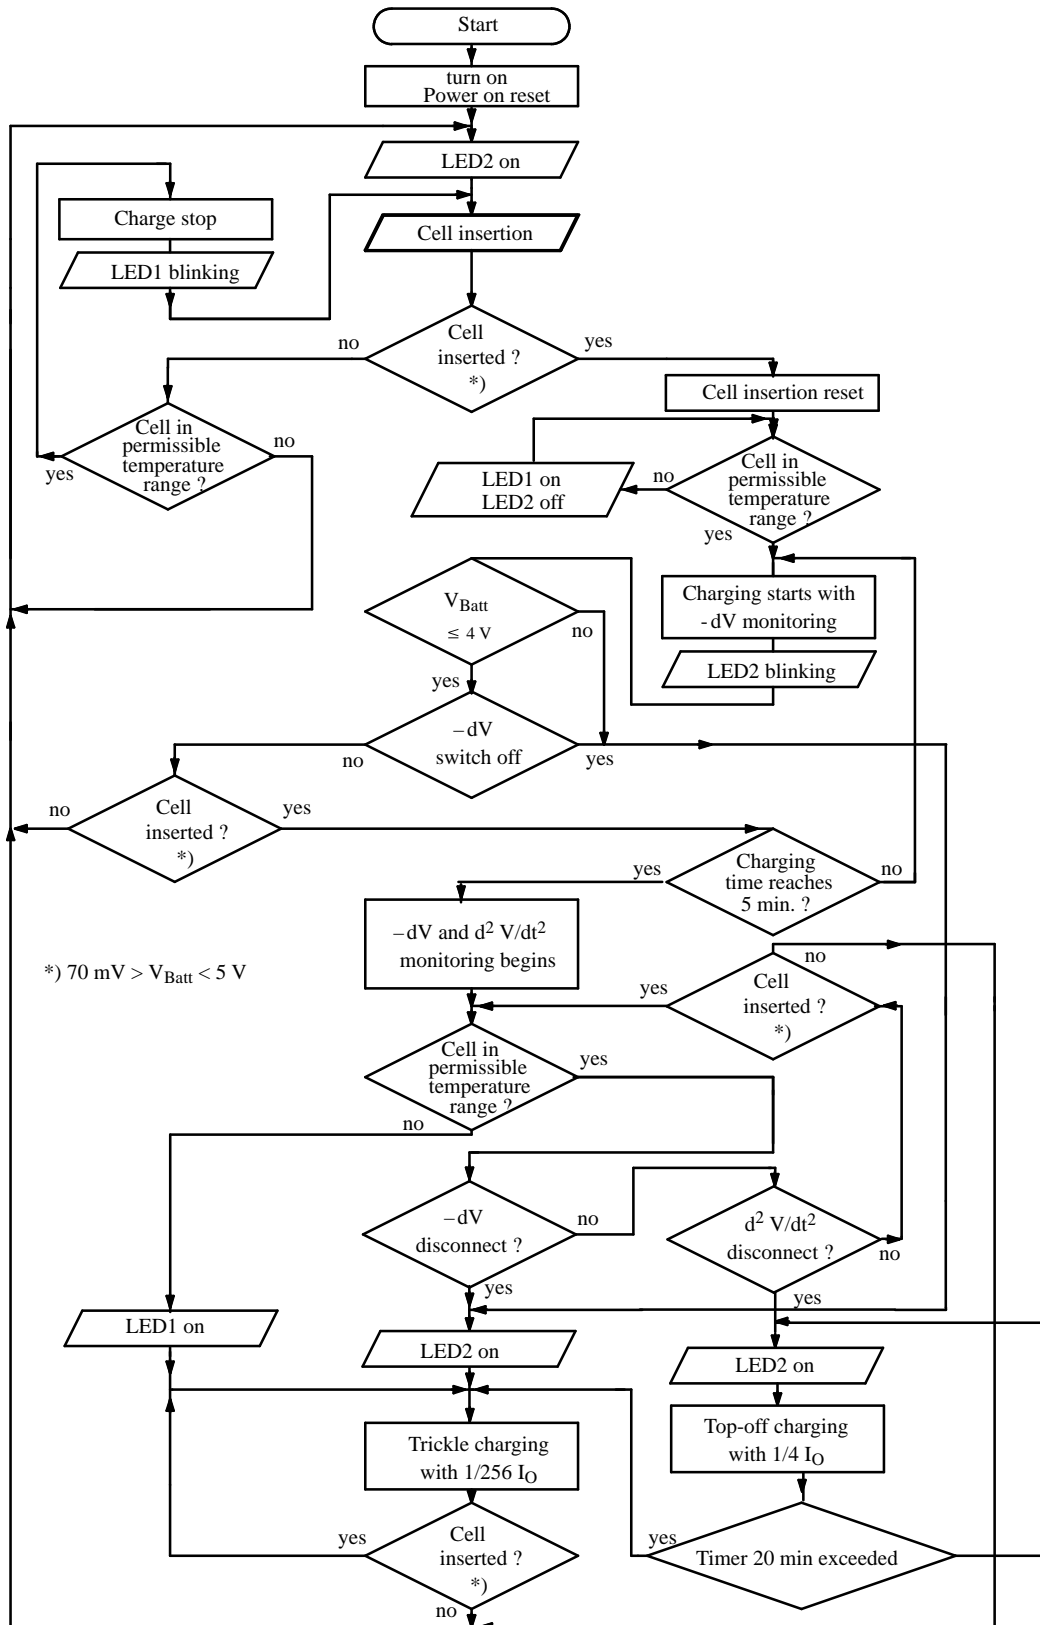 Start
turn on
Power on reset
LED2 on
Charge stop
Cell insertion
LED1 blinking
Cell
inserted ?
*)
no
yes
Cell insertion reset
Cell in
permissible
temperature
range ?
yes
no
LED1 on
LED2 off
no
Cell in
permissible
temperature
range ?
yes
VBatt
≤ 4 V
no
yes
Charging starts with
-dV monitoring
LED2 blinking
–dV
switch off
no
yes
Cell
inserted ?
*)
no
yes
Charging
time reaches
5 min. ?
yes
no
–dV and d² V/dt²
monitoring begins
*) 70 mV > VBatt < 5 V
no
Cell
inserted ?
*)
yes
Cell in
permissible
temperature
range ?
yes
no
–dV
disconnect ?
no
yes
d² V/dt²
disconnect ?
no
yes
LED1 on
LED2 on
LED2 on
Trickle charging
with 1/256 IO
Top-off charging
with 1/4 IO
yes
Cell
inserted ?
*)
no
yes
Timer 20 min exceeded